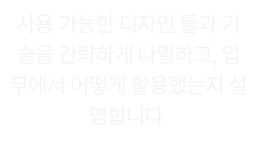 사용 가능한 디자인 툴과 기
술을 간략하게 나열하고, 업
무에서 어떻게 활용했는지 설
명합니다.